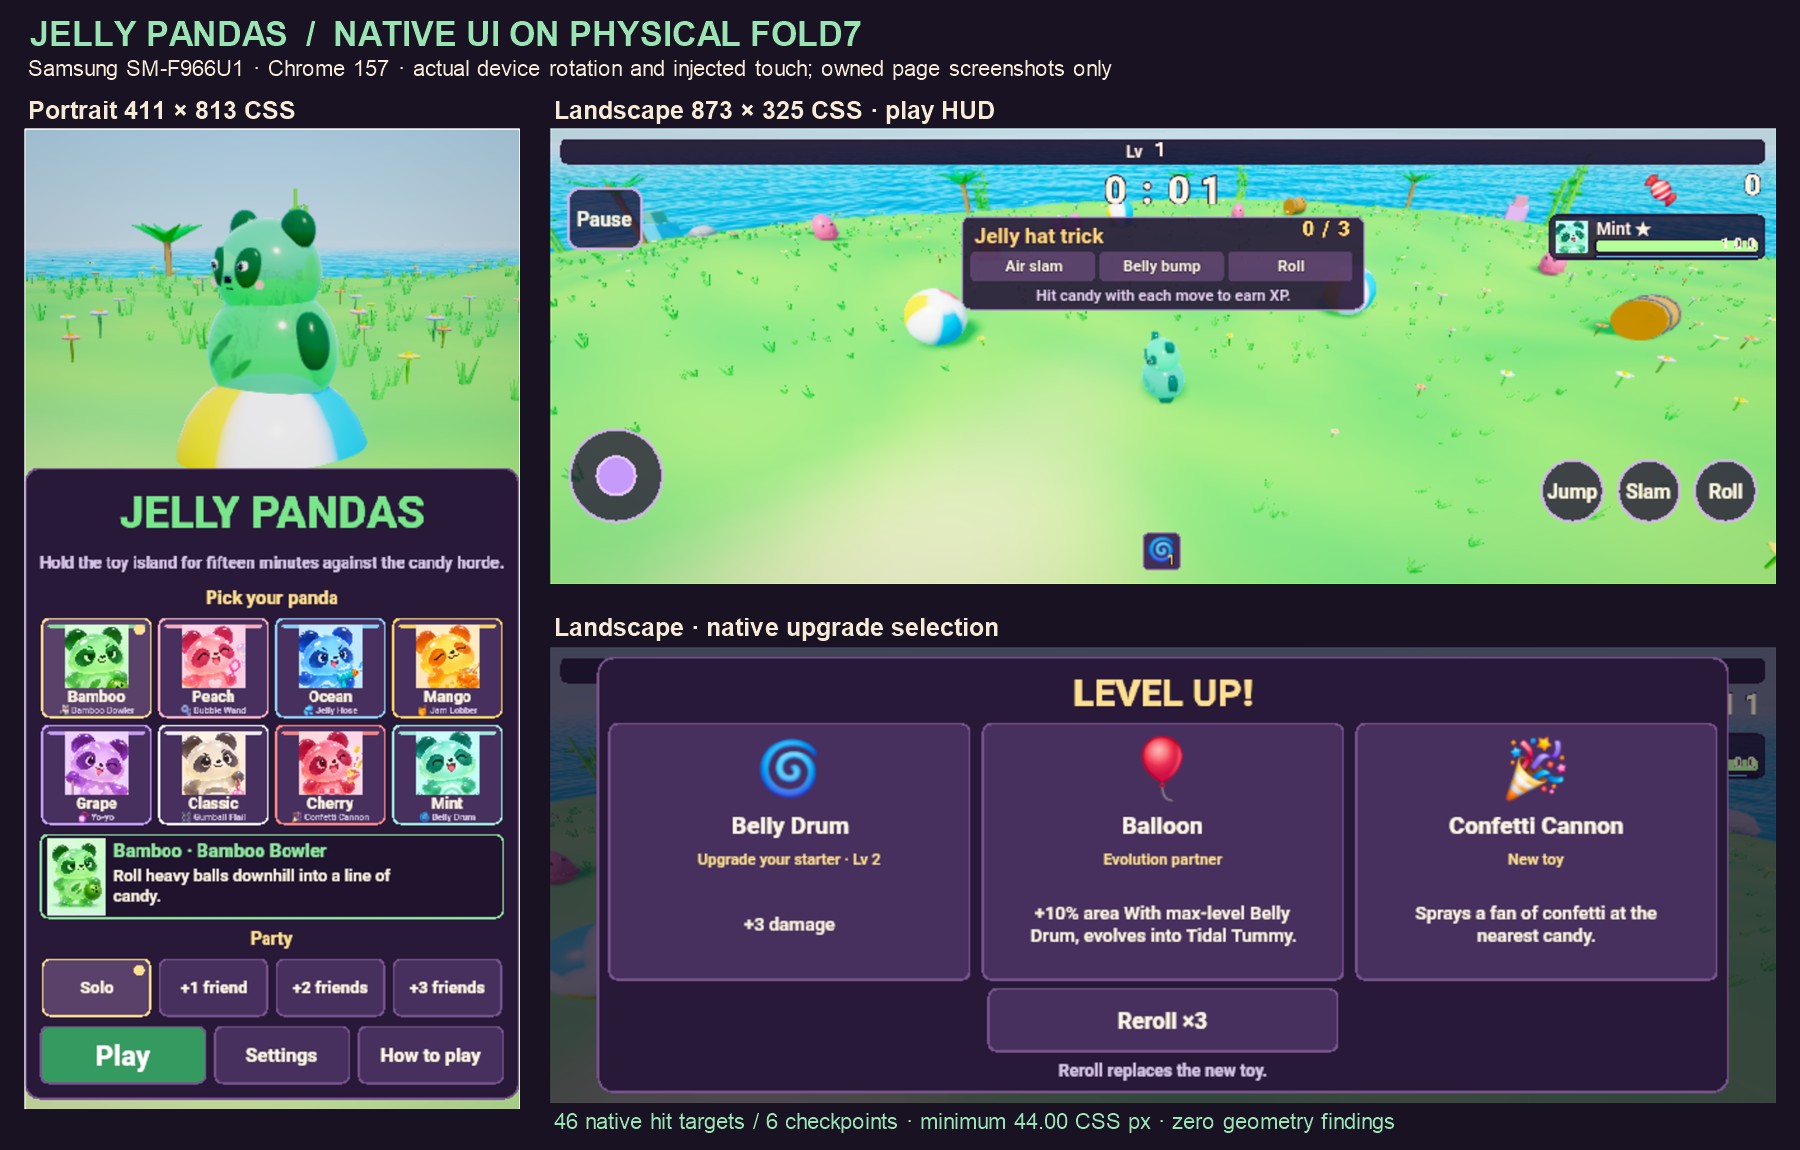 JELLY PANDAS / NATIVE UI ON PHYSICAL FOLD7
Samsung SM-F966U1 · Chrome 157 · actual device rotation and injected touch; owned page screenshots only
Portrait 411 × 813 CSS
JELLY PANDAS
Hold the toy island for fifteen minutes against the candy horde.
Pick your panda
Bamboo Peach Ocean Mango
Bamboo Bowler Bubble Wand Jelly Hose Jam Lobber
Grape Classic Cherry Mint
Yo-yo Gumball Flail Confetti Cannon Belly Drum
Bamboo · Bamboo Bowler
Roll heavy balls downhill into a line of
candy.
Party
Solo +1 friend +2 friends +3 friends
Play Settings How to play
Landscape 873 × 325 CSS · play HUD
Lv 1
0:01
0
Pause
Mint ★
100
Jelly hat trick 0 / 3
Air slam Belly bump Roll
Hit candy with each move to earn XP.
Jump Slam Roll
1
Landscape · native upgrade selection
LEVEL UP!
11
Belly Drum Balloon Confetti Cannon
Upgrade your starter · Lv 2 Evolution partner New toy
+3 damage
+10% area With max-level Belly
Drum, evolves into Tidal Tummy.
Sprays a fan of confetti at the
nearest candy.
Reroll ×3
Reroll replaces the new toy.
46 native hit targets / 6 checkpoints · minimum 44.00 CSS px · zero geometry findings